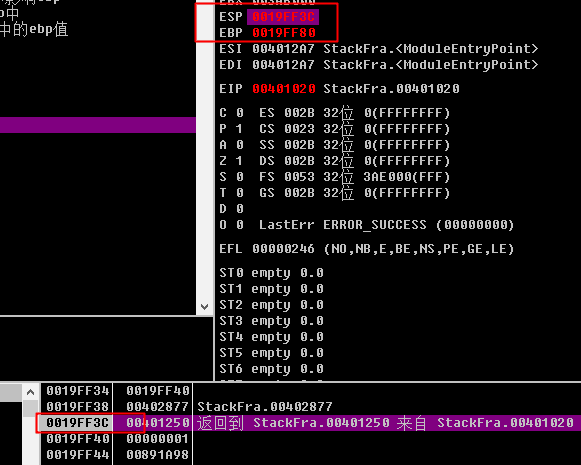 中
中的ebp值
ESP 0019FF3C
EBP 0019FF80
ESI 004012A7 StackFra.<ModuleEntryPoint>
EDI 004012A7 StackFra.<ModuleEntryPoint>
EIP 00401020 StackFra.00401020
C 0 ES 002B 32位 0(FFFFFFFF)
P 1 CS 0023 32位 0(FFFFFFFF)
A 0 SS 002B 32位 0(FFFFFFFF)
Z 1 DS 002B 32位 0(FFFFFFFF)
S 0 FS 0053 32位 3AE000(FFF)
T 0 GS 002B 32位 0(FFFFFFFF)
D 0
O 0 LastErr ERROR_SUCCESS (00000000)
EFL 00000246 (NO,NB,E,BE,NS,PE,GE,LE)
ST0 empty 0.0
ST1 empty 0.0
ST2 empty 0.0
ST3 empty 0.0
ST4 empty 0.0
ST5 empty 0.0
ST6 empty 0.0
0019FF34 0019FF40
0019FF38 00402877 StackFra.00402877
0019FF3C 00401250 返回到 StackFra.00401250 来自 StackFra.00401020
0019FF40 00000001
0019FF44 00891A98